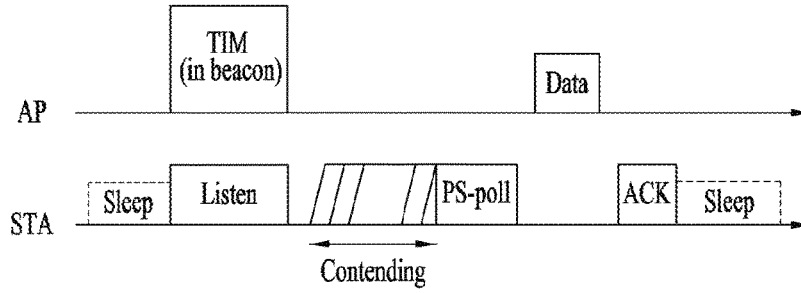 TIM
(in beacon)
Data
AP
Sleep
Listen
PS-poll
ACK
Sleep
STA
Contending